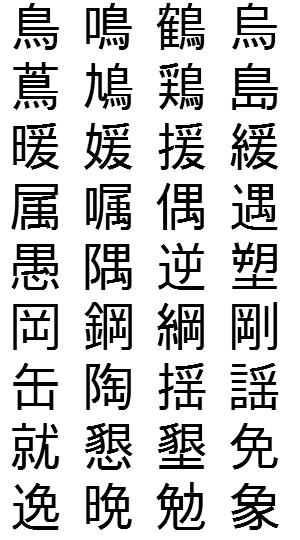 鳥 鳴 鶴 烏
蔦 鳩 鶏 島
暖 媛 援 緩
属 嘱 偶 遇
愚 隅 逆 塑
岡 鋼 綱 剛
缶 陶 揺 謡
就 懇 墾 免
逸 晩 勉 象